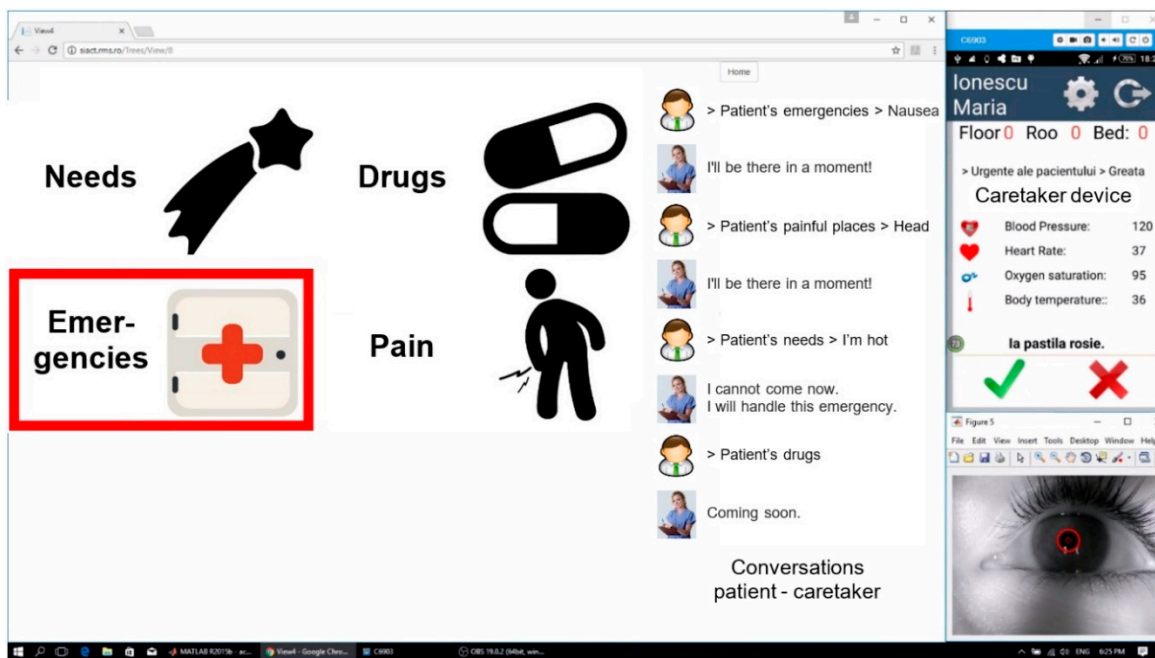 View4
siact.rms.ro/Trees/View/8
Home
Needs
Drugs
Emer-
gencies
Pain
> Patient's emergencies > Nausea
I'll be there in a moment!
> Patient's painful places > Head
I'll be there in a moment!
> Patient's needs > I'm hot
I cannot come now.
I will handle this emergency.
> Patient's drugs
Coming soon.
Conversations
patient - caretaker
C6903
Ionescu
Maria
Floor 0 Roo 0 Bed: 0
> Urgente ale pacientului > Greata
Caretaker device
Blood Pressure: 120
Heart Rate: 37
Oxygen saturation: 95
Body temperature:: 36
73
Ia pastila rosie.
Figure 5
File Edit View Insert Tools Desktop Window Help
MATLAB R2015b - ac...
View4 - Google Chro...
C6903
OBS 19.0.2 (64bit, win...
ENG 6:25 PM